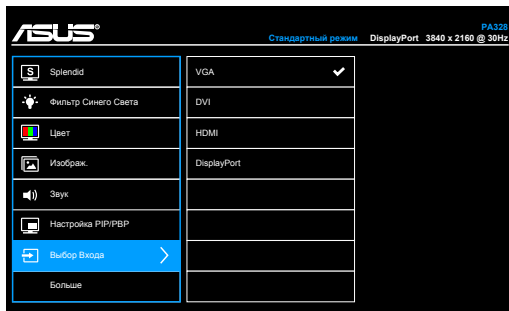 ASUS
PA328
Стандартный режим DisplayPort 3840 x 2160 @ 30Hz
S Splendid
Фильтр Синего Света
Цвет
Изображ.
Звук
Настройка PIP/PBP
Выбор Входа
Больше
VGA
DVI
HDMI
DisplayPort